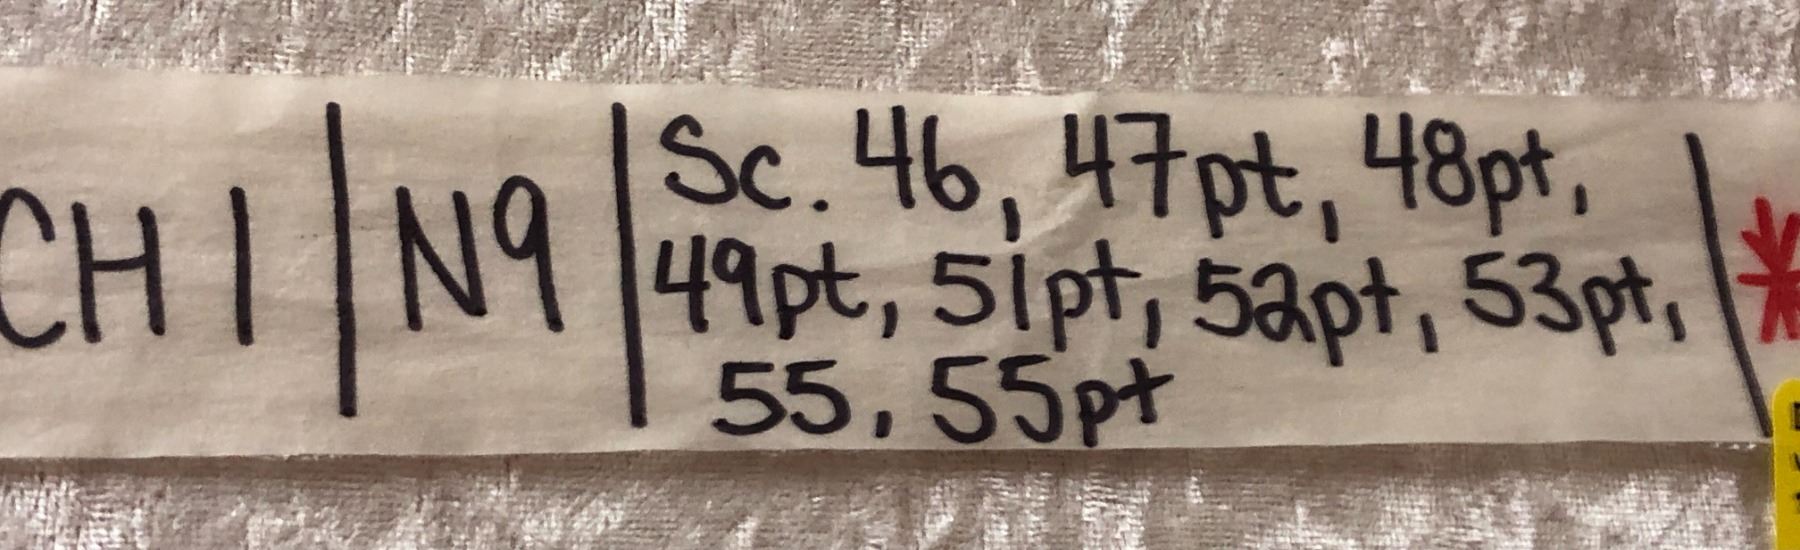 CH 1 | N9 | Sc. 46, 47pt, 48pt,
49pt, 51pt, 52pt, 53pt,
55, 55pt | *